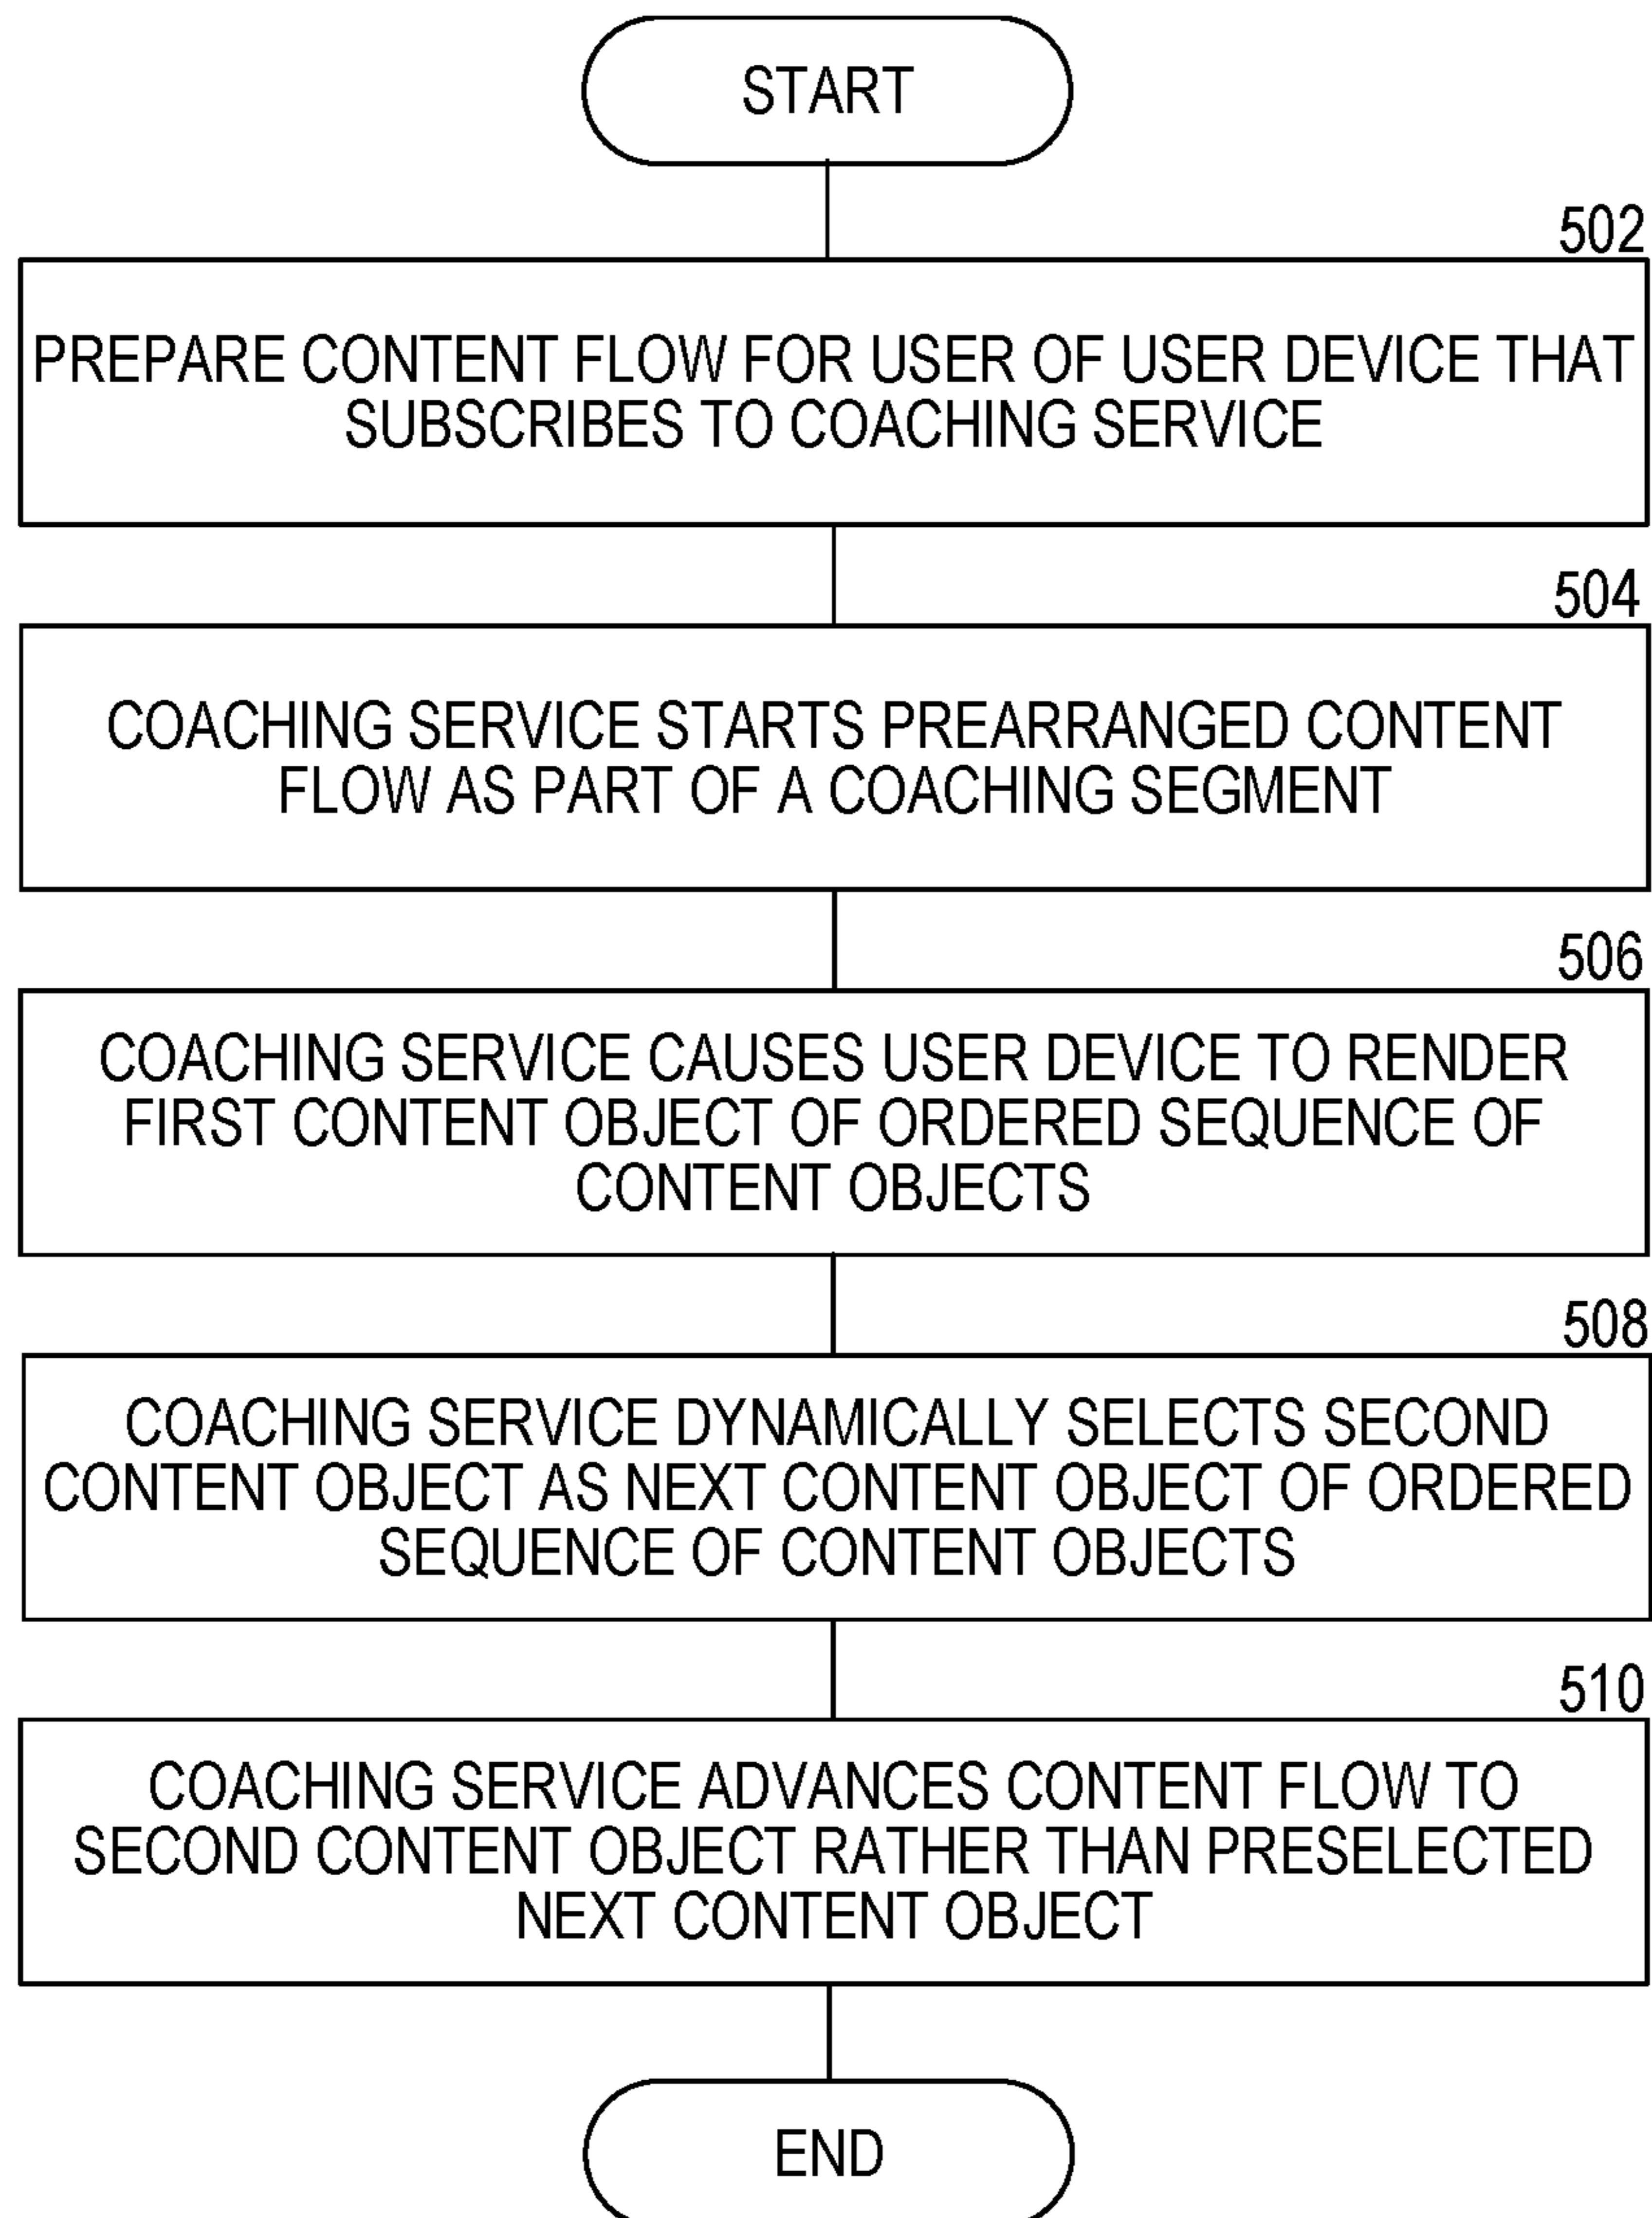 START
502
PREPARE CONTENT FLOW FOR USER OF USER DEVICE THAT
SUBSCRIBES TO COACHING SERVICE
504
COACHING SERVICE STARTS PREARRANGED CONTENT
FLOW AS PART OF A COACHING SEGMENT
506
COACHING SERVICE CAUSES USER DEVICE TO RENDER
FIRST CONTENT OBJECT OF ORDERED SEQUENCE OF
CONTENT OBJECTS
508
COACHING SERVICE DYNAMICALLY SELECTS SECOND
CONTENT OBJECT AS NEXT CONTENT OBJECT OF ORDERED
SEQUENCE OF CONTENT OBJECTS
510
COACHING SERVICE ADVANCES CONTENT FLOW TO
SECOND CONTENT OBJECT RATHER THAN PRESELECTED
NEXT CONTENT OBJECT
END